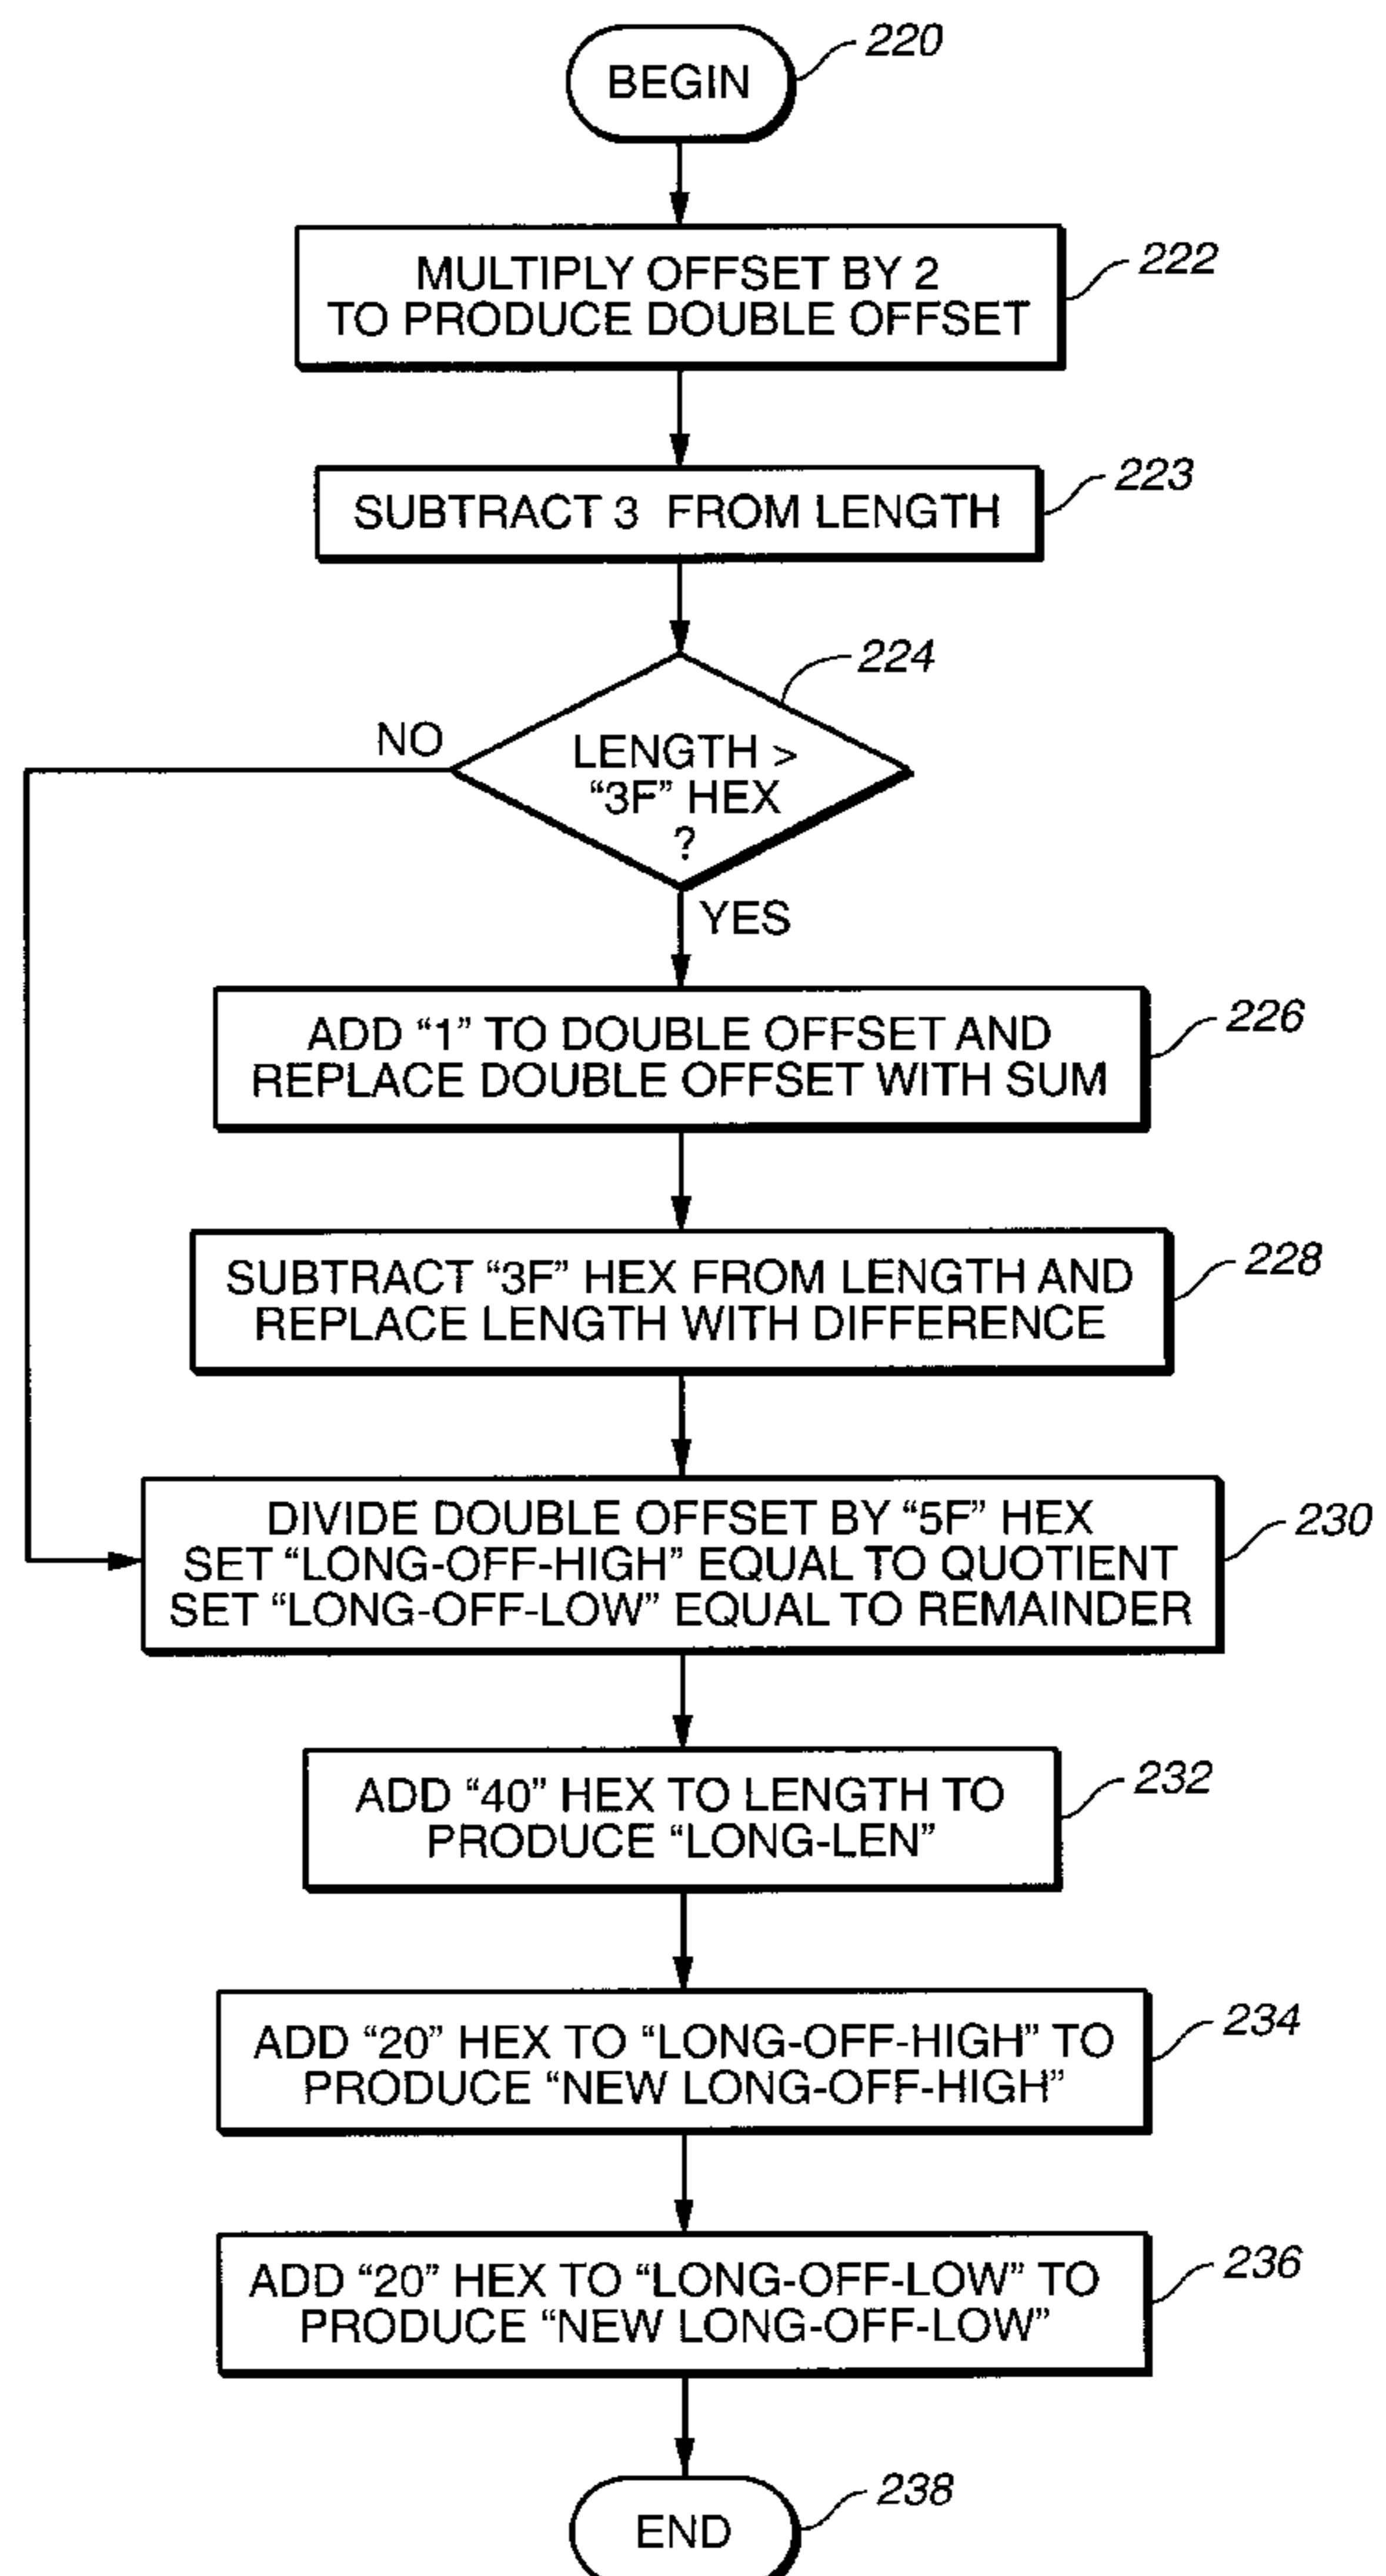 BEGIN
220
MULTIPLY OFFSET BY 2
TO PRODUCE DOUBLE OFFSET
222
SUBTRACT 3 FROM LENGTH
223
224
LENGTH >
“3F” HEX
?
NO
YES
ADD “1” TO DOUBLE OFFSET AND
REPLACE DOUBLE OFFSET WITH SUM
226
SUBTRACT “3F” HEX FROM LENGTH AND
REPLACE LENGTH WITH DIFFERENCE
228
DIVIDE DOUBLE OFFSET BY “5F” HEX
SET “LONG-OFF-HIGH” EQUAL TO QUOTIENT
SET “LONG-OFF-LOW” EQUAL TO REMAINDER
230
ADD “40” HEX TO LENGTH TO
PRODUCE “LONG-LEN”
232
ADD “20” HEX TO “LONG-OFF-HIGH” TO
PRODUCE “NEW LONG-OFF-HIGH”
234
ADD “20” HEX TO “LONG-OFF-LOW” TO
PRODUCE “NEW LONG-OFF-LOW”
236
END
238